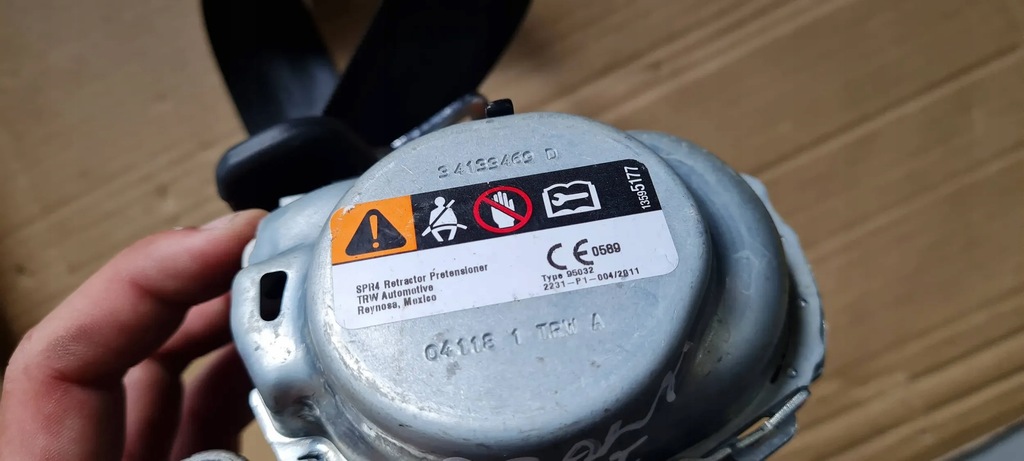 34193469 D
13595177
SPR4 Retractor Pretensioner
TRW Automotive
Reynosa, Mexico
CE 0589
Type 95032
2231-P1-004/2011
04118 1 TRW A